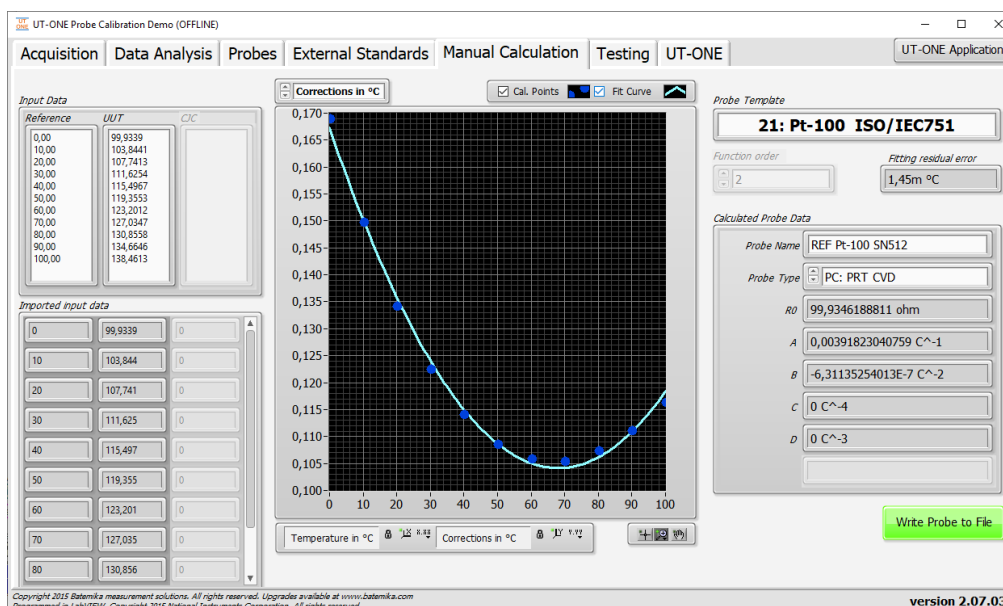 UT-ONE Probe Calibration Demo (OFFLINE)
Acquisition Data Analysis Probes External Standards Manual Calculation Testing UT-ONE
UT-ONE Application
Input Data
Reference UUT CJC
0,00 99,9339
10,00 103,8441
20,00 107,7413
30,00 111,6254
40,00 115,4967
50,00 119,3553
60,00 123,2012
70,00 127,0347
80,00 130,8558
90,00 134,6646
100,00 138,4613
Imported input data
0 99,9339 0
10 103,844 0
20 107,741 0
30 111,625 0
40 115,497 0
50 119,355 0
60 123,201 0
70 127,035 0
80 130,856 0
Corrections in °C
Cal. Points Fit Curve
0,170
0,165
0,160
0,155
0,150
0,145
0,140
0,135
0,130
0,125
0,120
0,115
0,110
0,105
0,100
0 10 20 30 40 50 60 70 80 90 100
Temperature in °C
Corrections in °C
Probe Template
21: Pt-100 ISO/IEC751
Function order
2
Fitting residual error
1,45m °C
Calculated Probe Data
Probe Name REF Pt-100 SN512
Probe Type PC: PRT CVD
R0 99,9346188811 ohm
A 0,00391823040759 C^-1
B -6,31135254013E-7 C^-2
C 0 C^-4
D 0 C^-3
Write Probe to File
Copyright 2015 Batemika measurement solutions. All rights reserved. Upgrades available at www.batemika.com
Programmed in LabVIEW. Copyright 2015 National Instruments Corporation. All rights reserved.
version 2.07.03